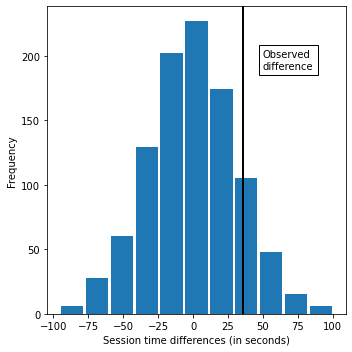 200
150
100
50
0
Frequency
Observed
difference
−100 −75 −50 −25 0 25 50 75 100
Session time differences (in seconds)